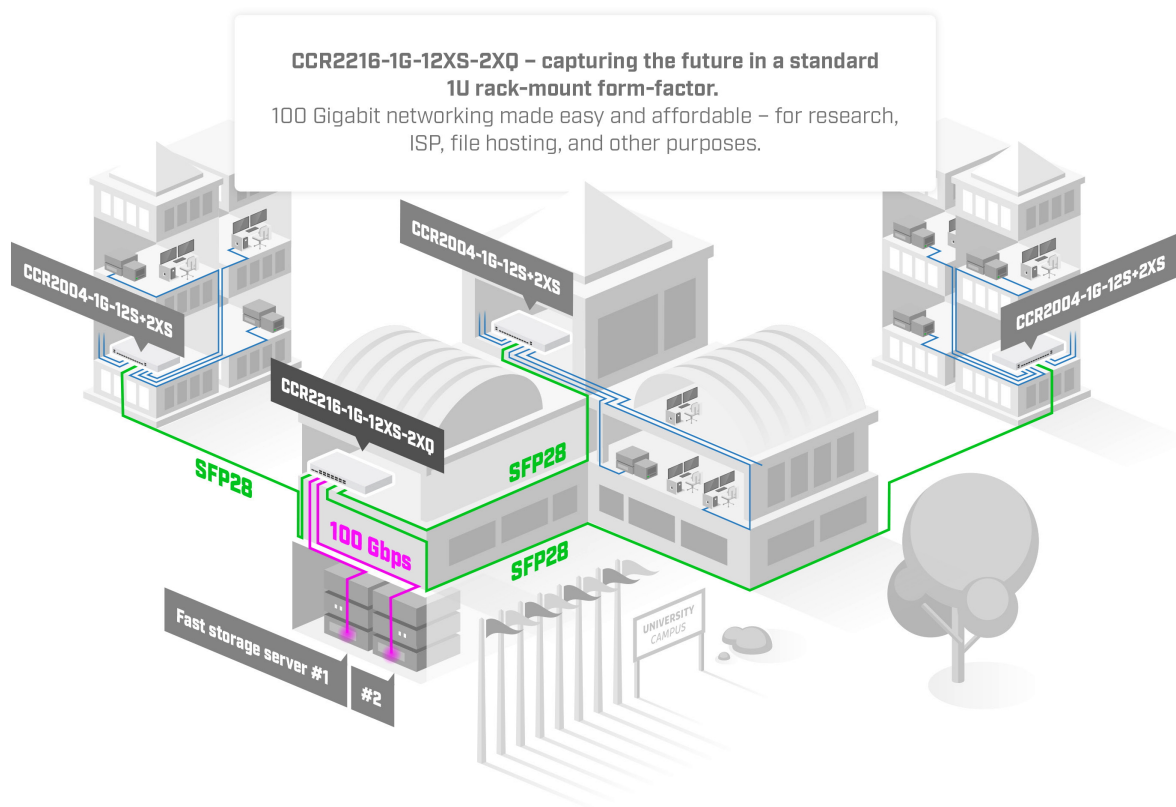 CCR2216-1G-12XS-2XQ – capturing the future in a standard
1U rack-mount form-factor.
100 Gigabit networking made easy and affordable – for research,
ISP, file hosting, and other purposes.
CCR2004-1G-12S+2XS
CCR2004-1G-12S+2XS
CCR2004-1G-12S+2XS
CCR2216-1G-12XS-2XQ
SFP28
SFP28
100 Gbps
SFP28
Fast storage server #1
#2
UNIVERSITY
CAMPUS